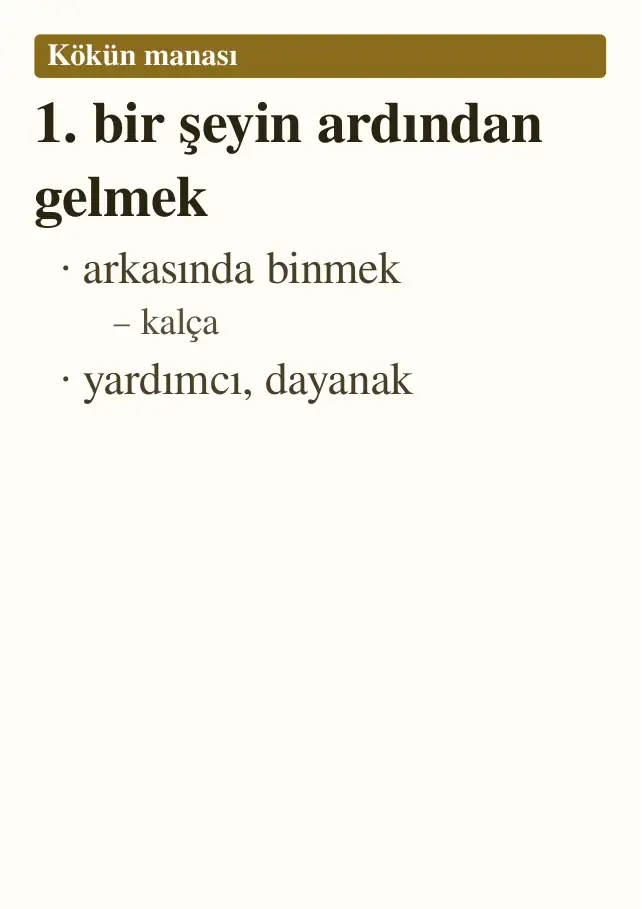 Kökün manası
1. bir şeyin ardından
gelmek
· arkasında binmek
– kalça
· yardımcı, dayanak